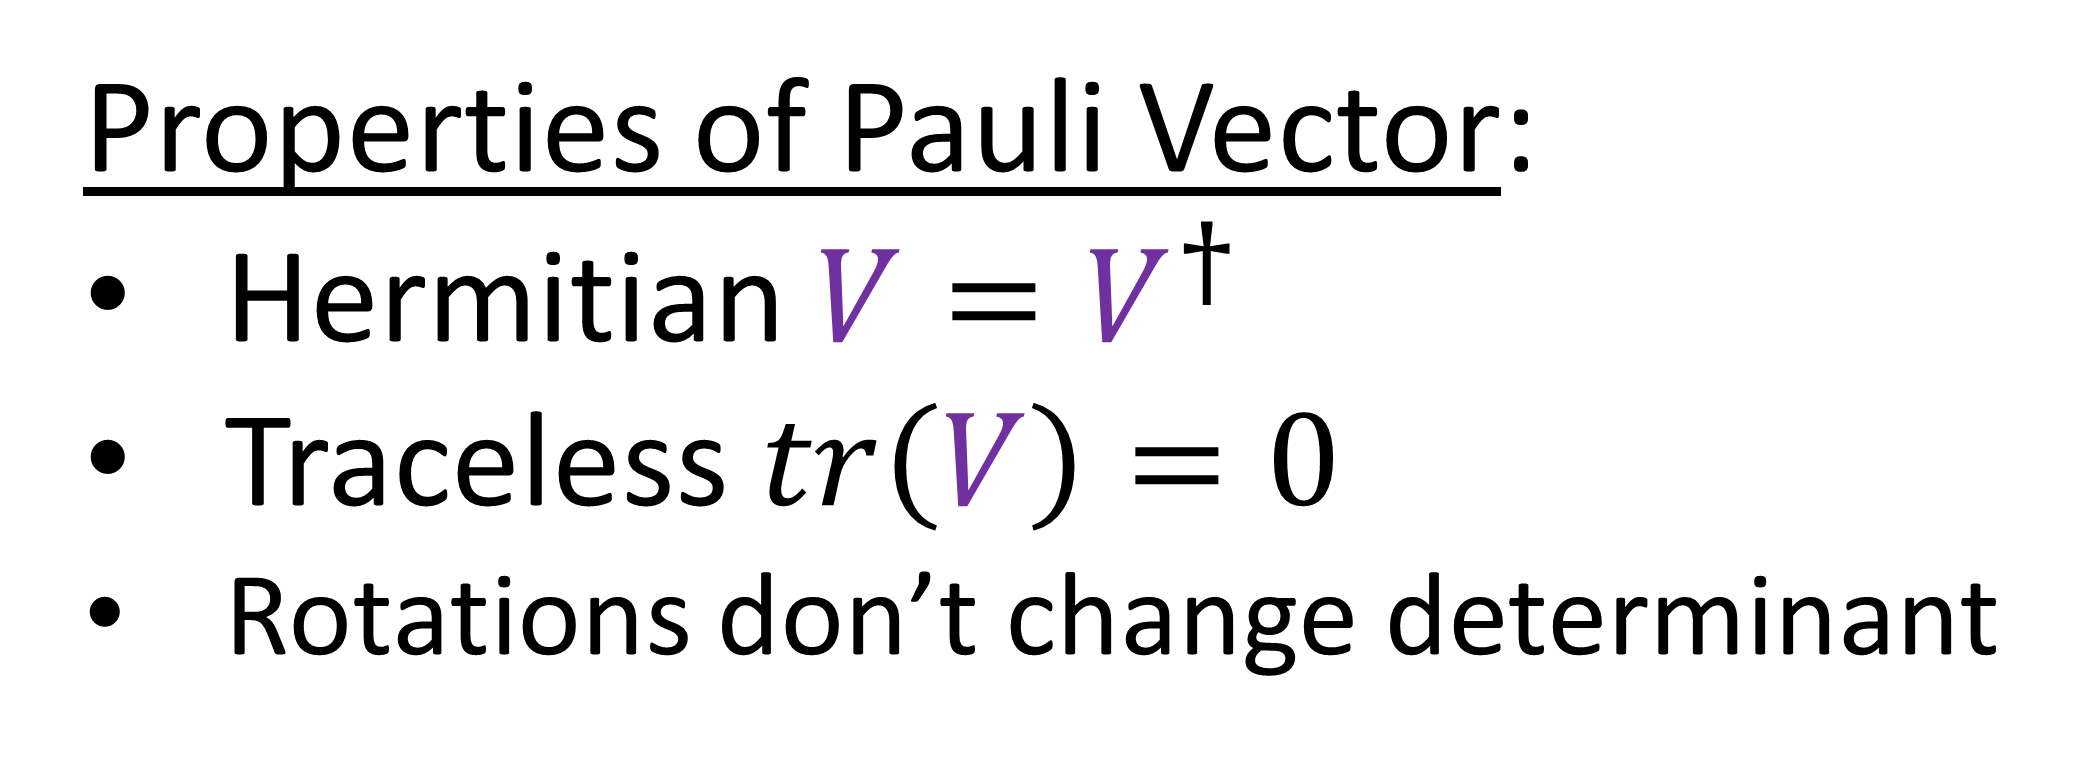 Properties of Pauli Vector:
• Hermitian V = V†
• Traceless tr(V) = 0
• Rotations don’t change determinant